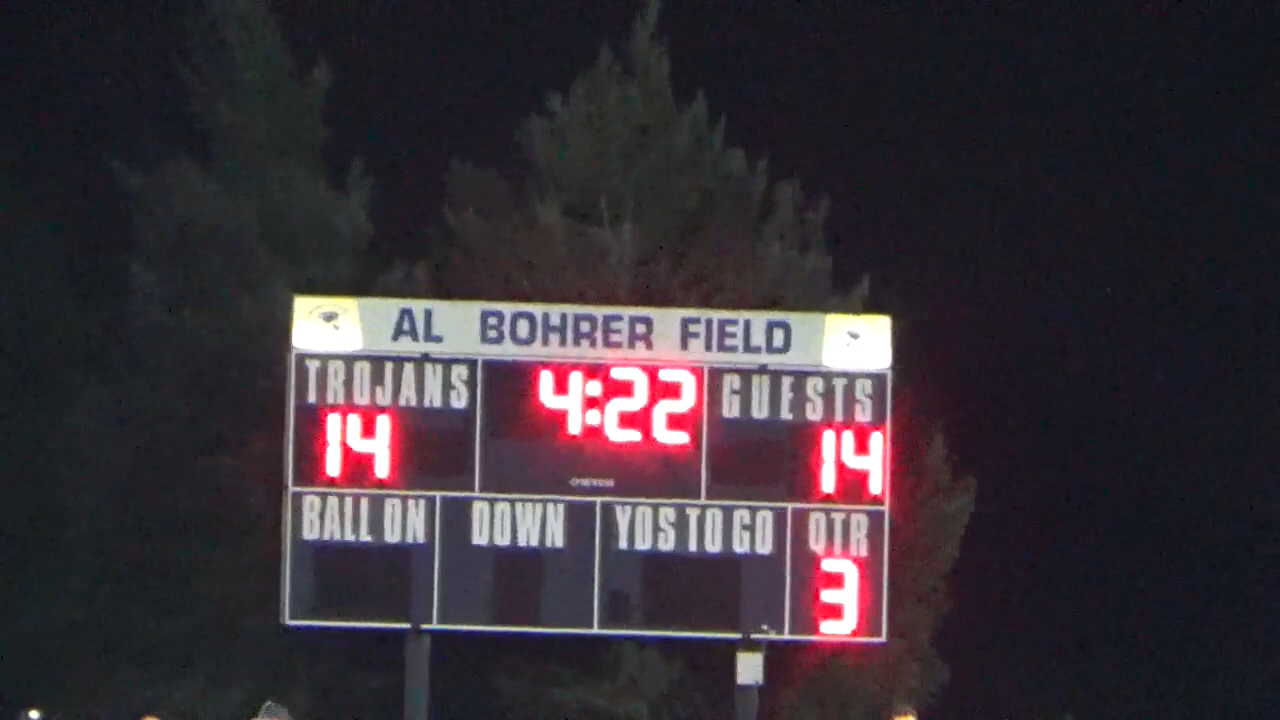 AL BOHRER FIELD
TROJANS 4:22 GUESTS
14 14
BALL ON DOWN YDS TO GO QTR
3